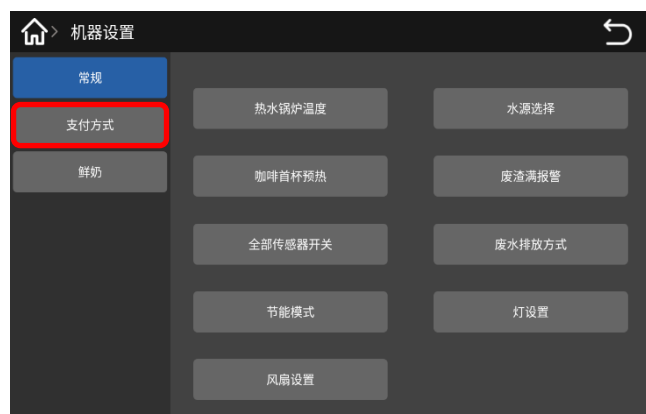 机器设置
常规
支付方式
鲜奶
热水锅炉温度
水源选择
咖啡首杯预热
废渣满报警
全部传感器开关
废水排放方式
节能模式
灯设置
风扇设置